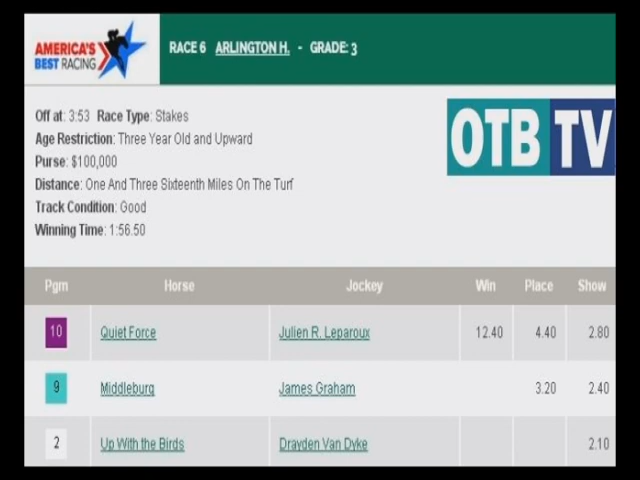 AMERICA'S
BEST RACING
RACE 6 ARLINGTON H. - GRADE: 3
Off at: 3:53 Race Type: Stakes
Age Restriction: Three Year Old and Upward
Purse: $100,000
Distance: One And Three Sixteenth Miles On The Turf
Track Condition: Good
Winning Time: 1:56.50
OTB TV
Pgm Horse Jockey Win Place Show
10 Quiet Force Julien R. Leparoux 12.40 4.40 2.80
9 Middleburg James Graham 3.20 2.40
2 Up With the Birds Drayden Van Dyke 2.10